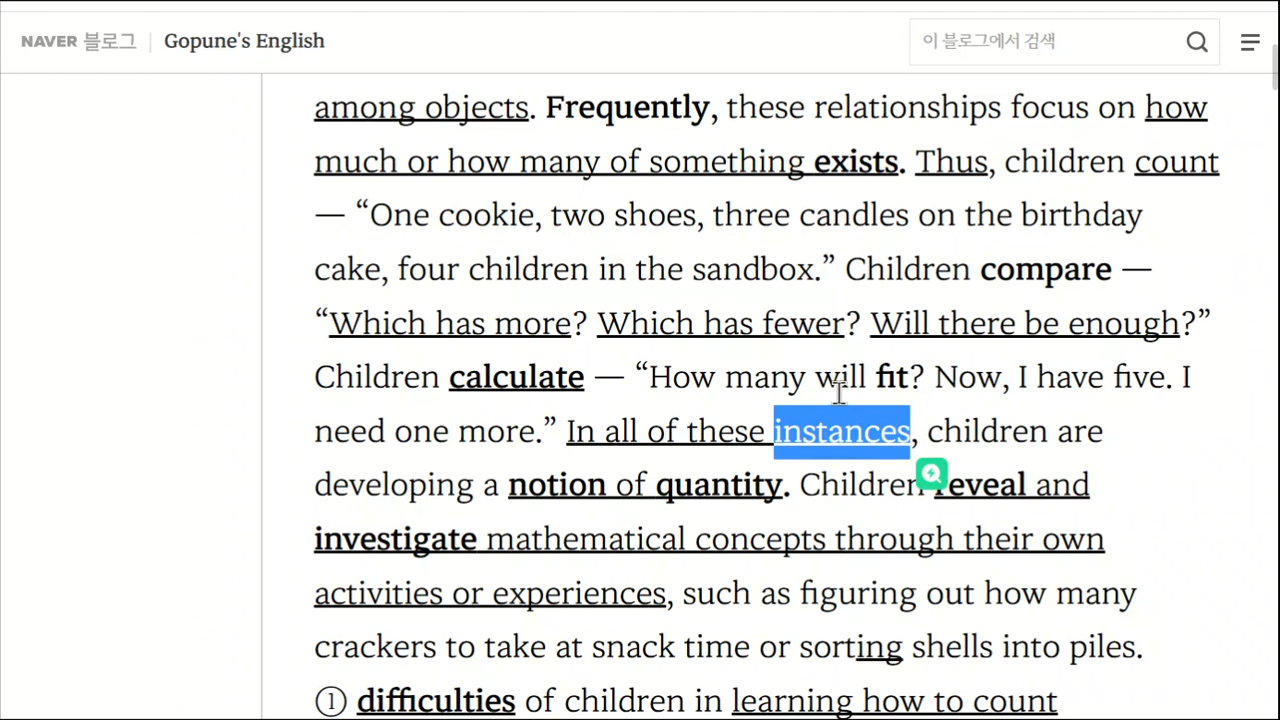 NAVER 블로그 Gopune's English 이 블로그에서 검색
among objects. Frequently, these relationships focus on how
much or how many of something exists. Thus, children count
— “One cookie, two shoes, three candles on the birthday
cake, four children in the sandbox.” Children compare —
“Which has more? Which has fewer? Will there be enough?”
Children calculate — “How many will fit? Now, I have five. I
need one more.” In all of these instances, children are
developing a notion of quantity. Children reveal and
investigate mathematical concepts through their own
activities or experiences, such as figuring out how many
crackers to take at snack time or sorting shells into piles.
① difficulties of children in learning how to count